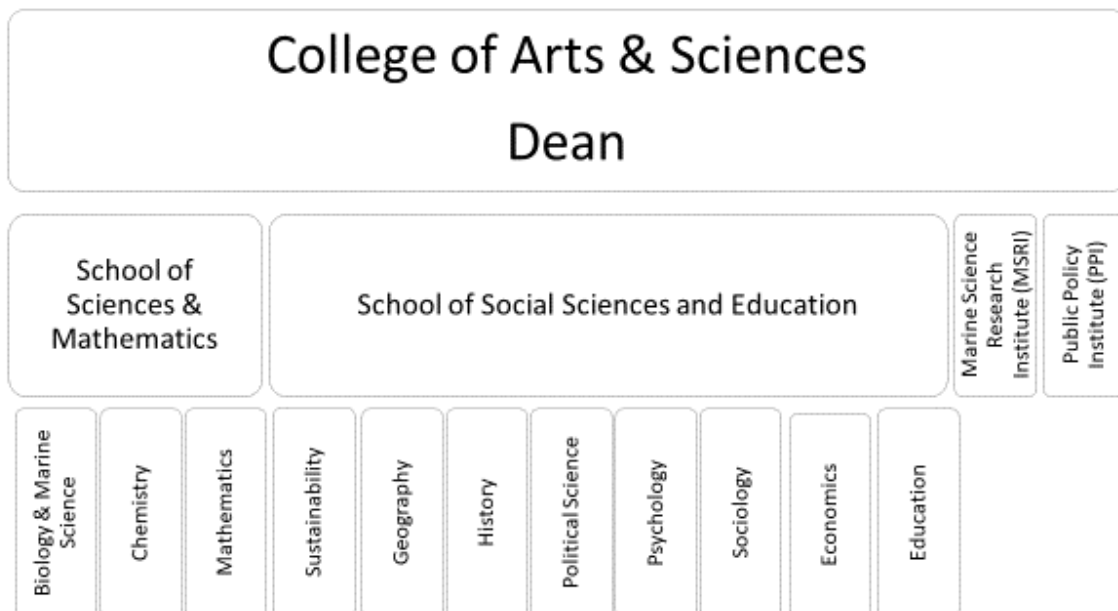 College of Arts & Sciences
Dean
School of
Sciences &
Mathematics
School of Social Sciences and Education
Marine Science
Research
Institute (MSRI)
Public Policy
Institute (PPI)
Biology & Marine
Science
Chemistry
Mathematics
Sustainability
Geography
History
Political Science
Psychology
Sociology
Economics
Education